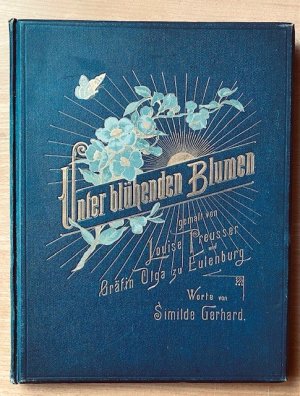 Unter blühenden Blumen
gemalt von
Louise Preusser
und
Gräfin Olga zu Eulenburg
Worte von
Similde Gerhard.